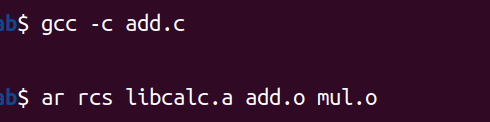 ab$ gcc -c add.c
ab$ ar rcs libcalc.a add.o mul.o